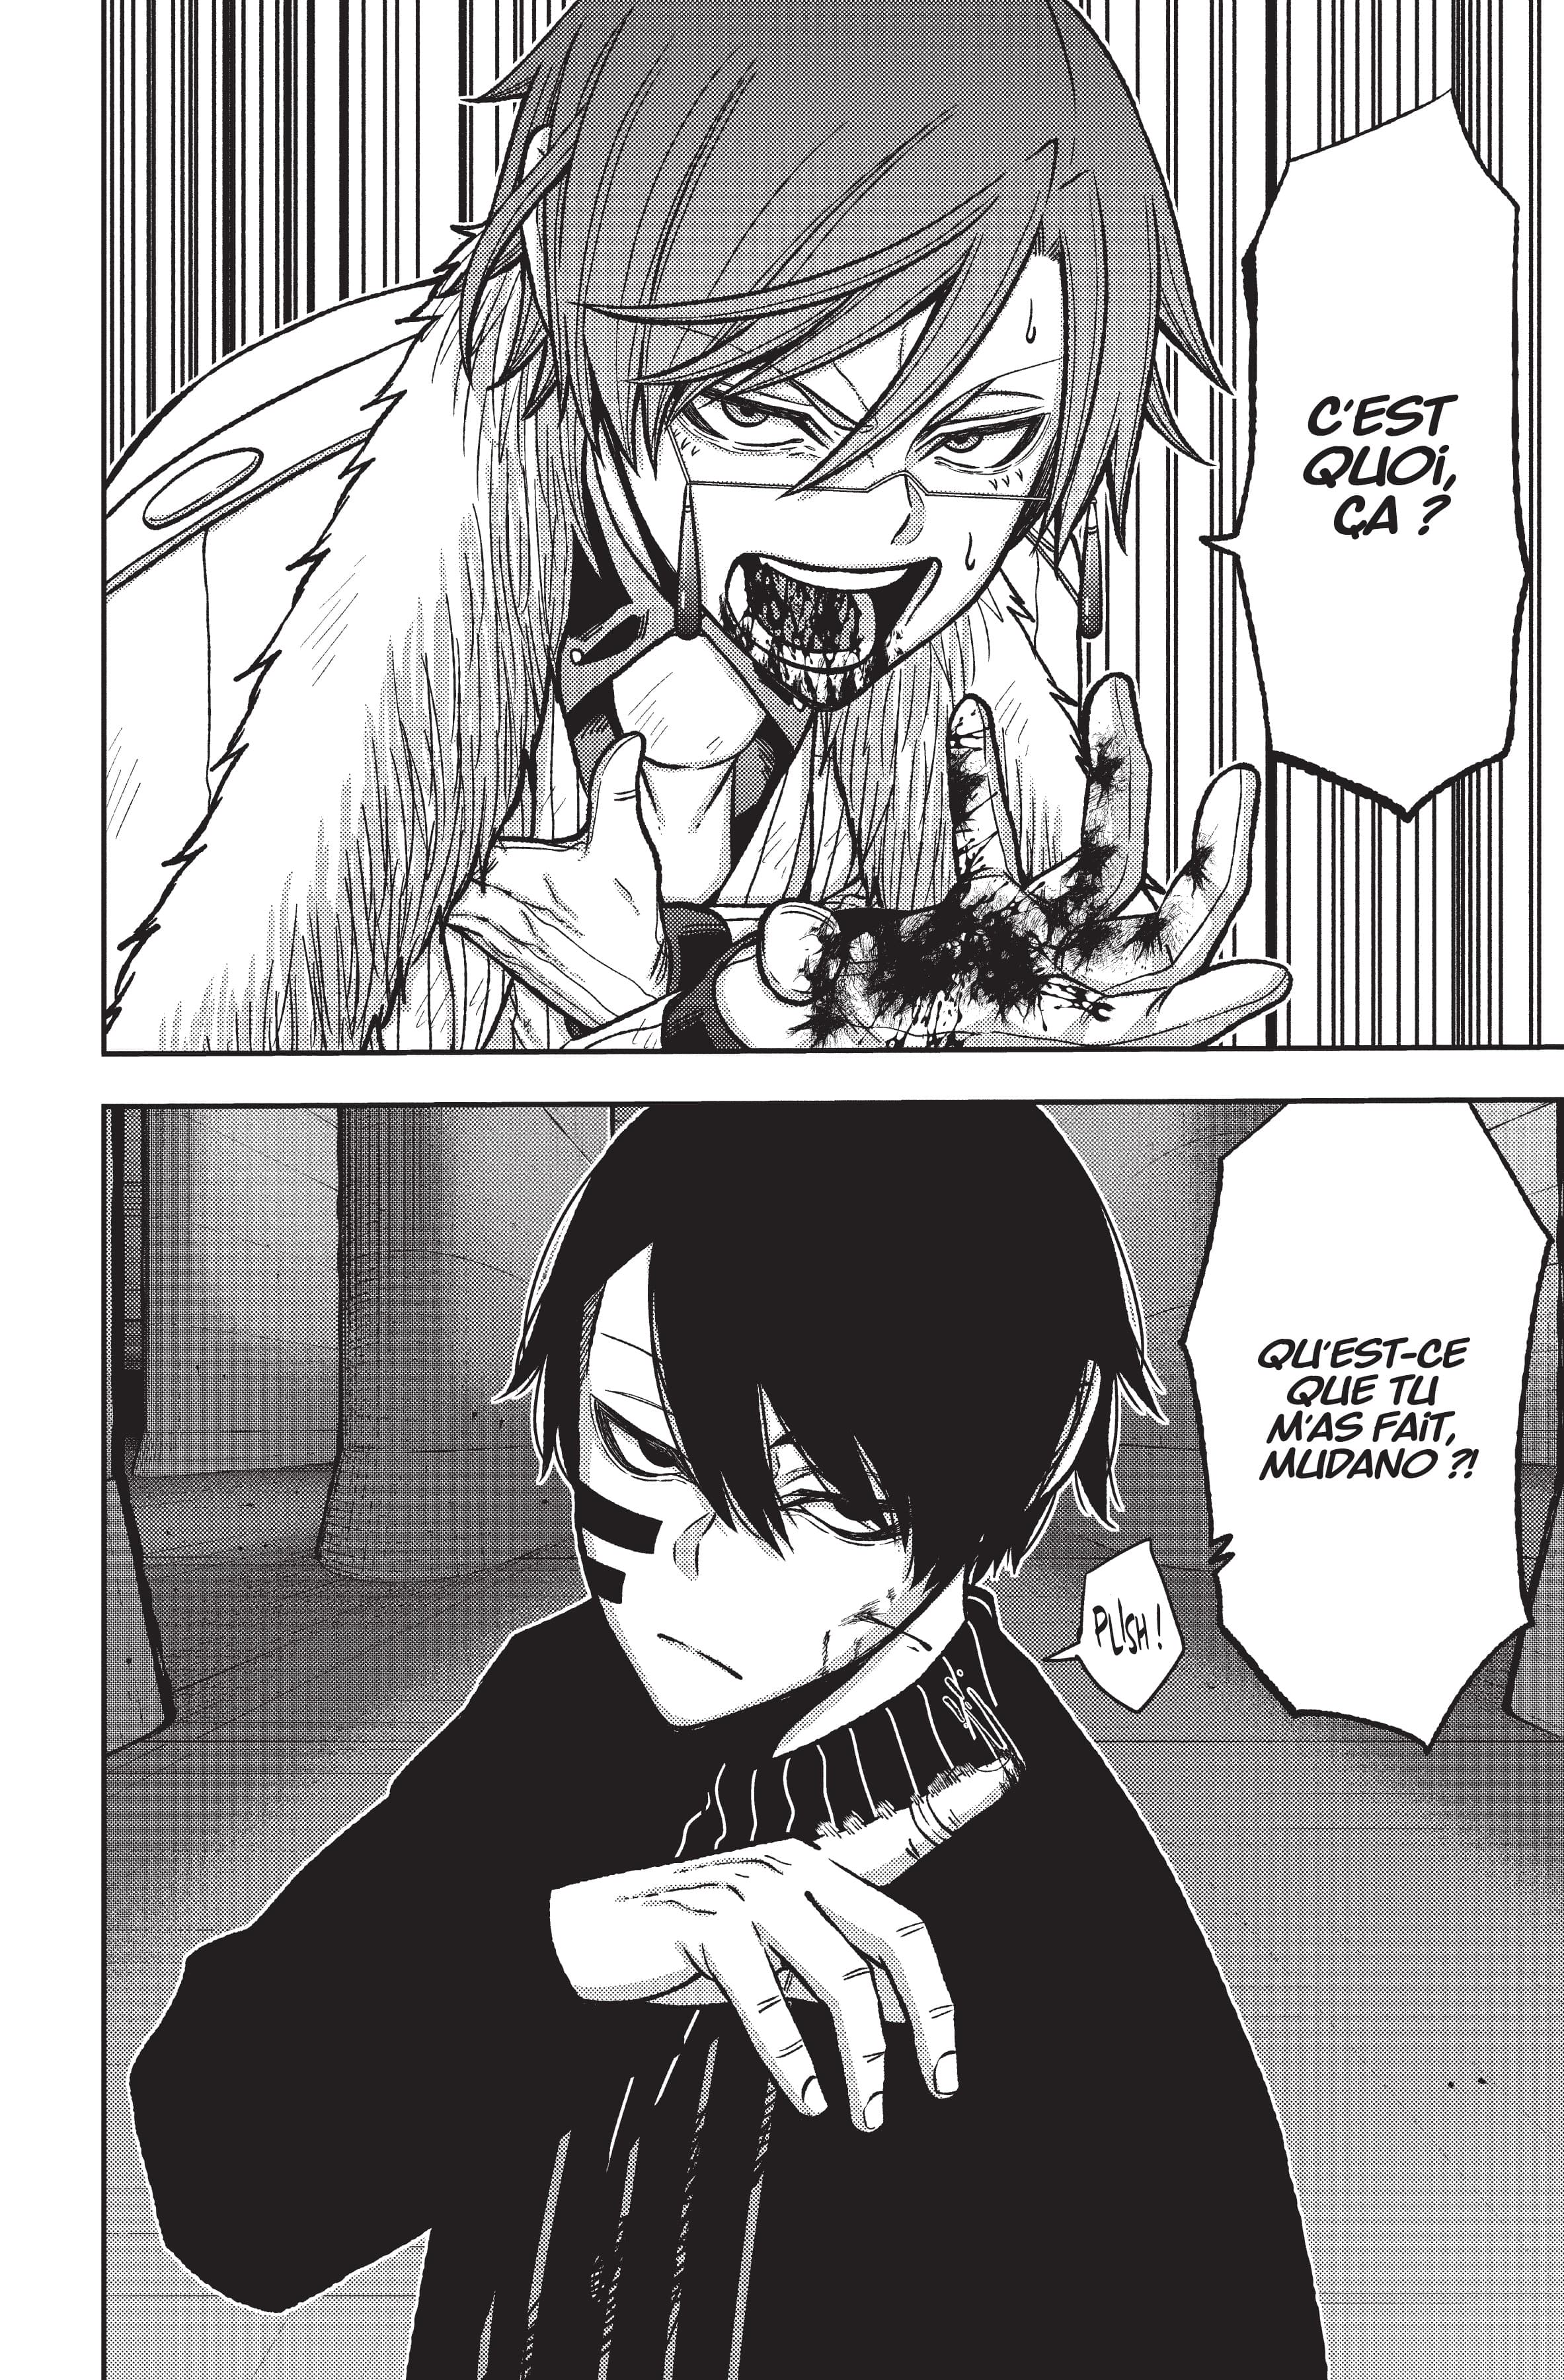 C'EST
QUOi,
ÇA ?
QU'EST-CE
QUE TU
M'AS FAiT,
MUDANO ?!
PLISH !